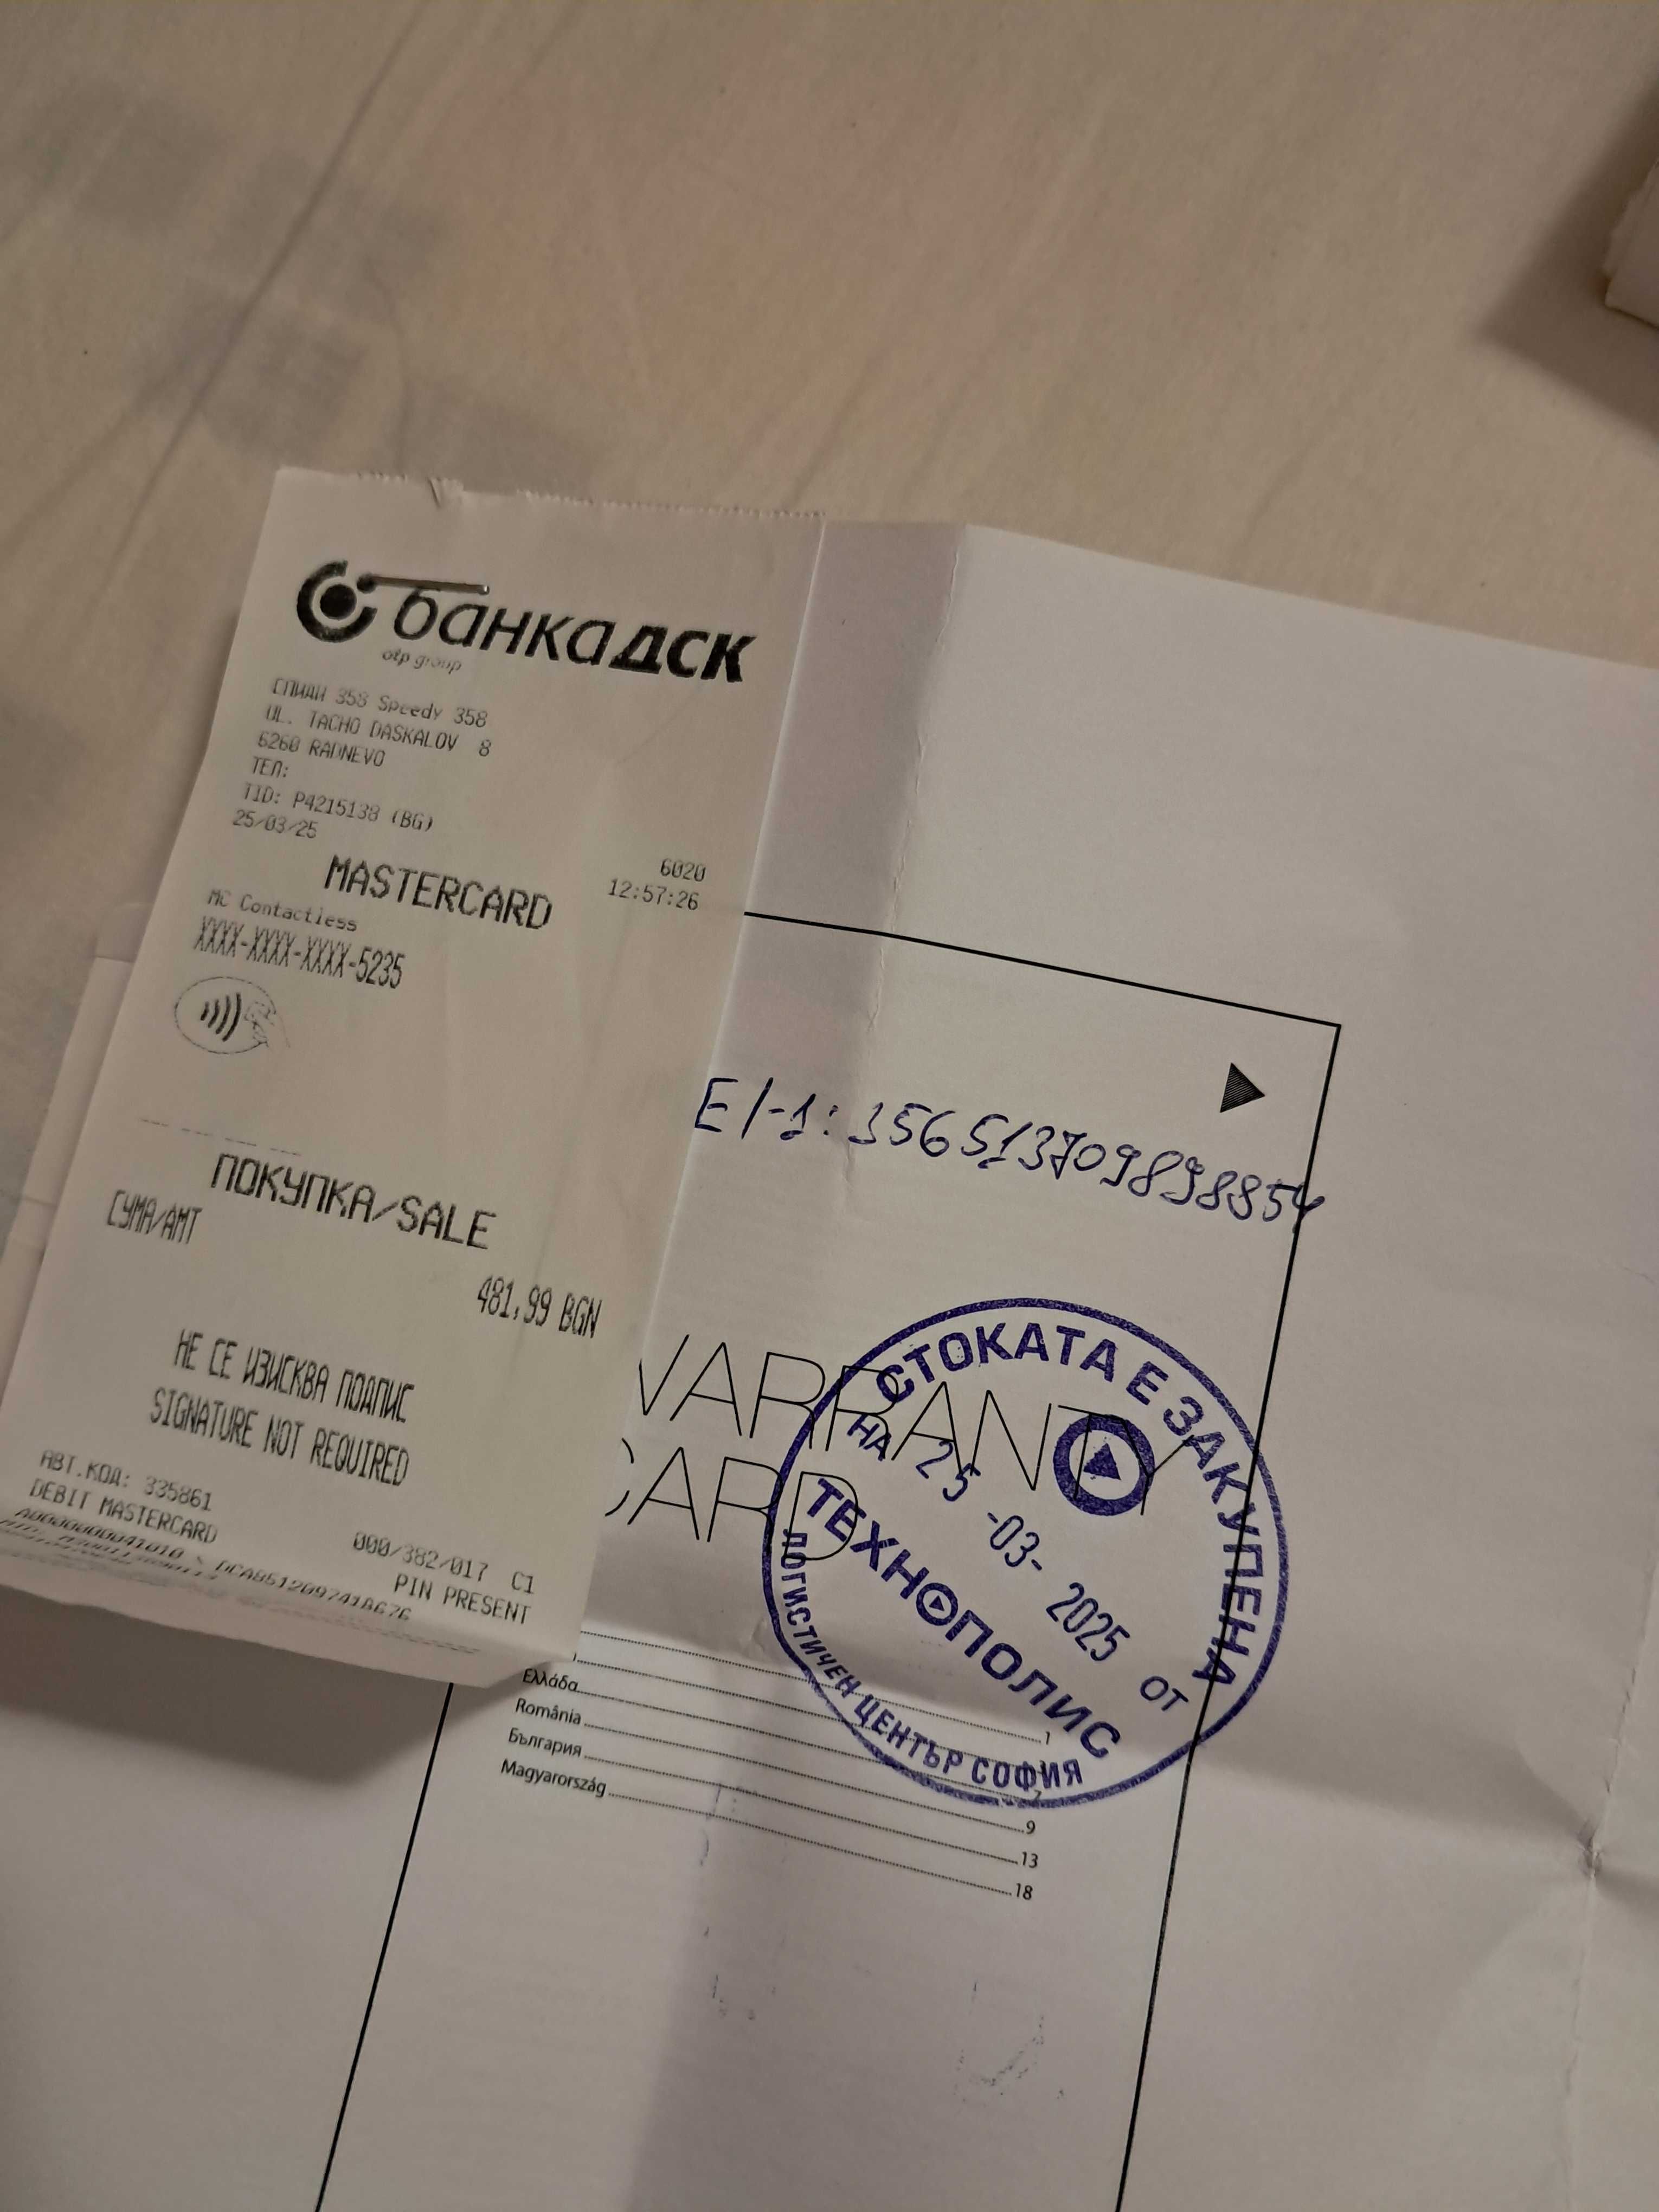 банка ДСК
otp group
СПИДИ 358 Speedy 358
UL. TACHO DASKALOV 8
6260 RADNEVO
ТЕЛ:
TID: P4215138 (BG)
25/03/25
6020
12:57:26
MASTERCARD
MC Contactless
XXXX-XXXX-XXXX-5235
ПОКУПКА/SALE
СУМА/AMT
481,99 BGN
НЕ СЕ ИЗИСКВА ПОДПИС
SIGNATURE NOT REQUIRED
АВТ.КОД: 335861
DEBIT MASTERCARD
000/382/017 C1
PIN PRESENT
356513709898854
WARRANTY
CARD
СТОКАТА Е ЗАКУПЕНА
НА 25 -03- 2025 ОТ
ТЕХНОПОЛИС
ЛОГИСТИЧЕН ЦЕНТЪР СОФИЯ
1
Ελλάδα
România 7
България 9
Magyarország 13
18